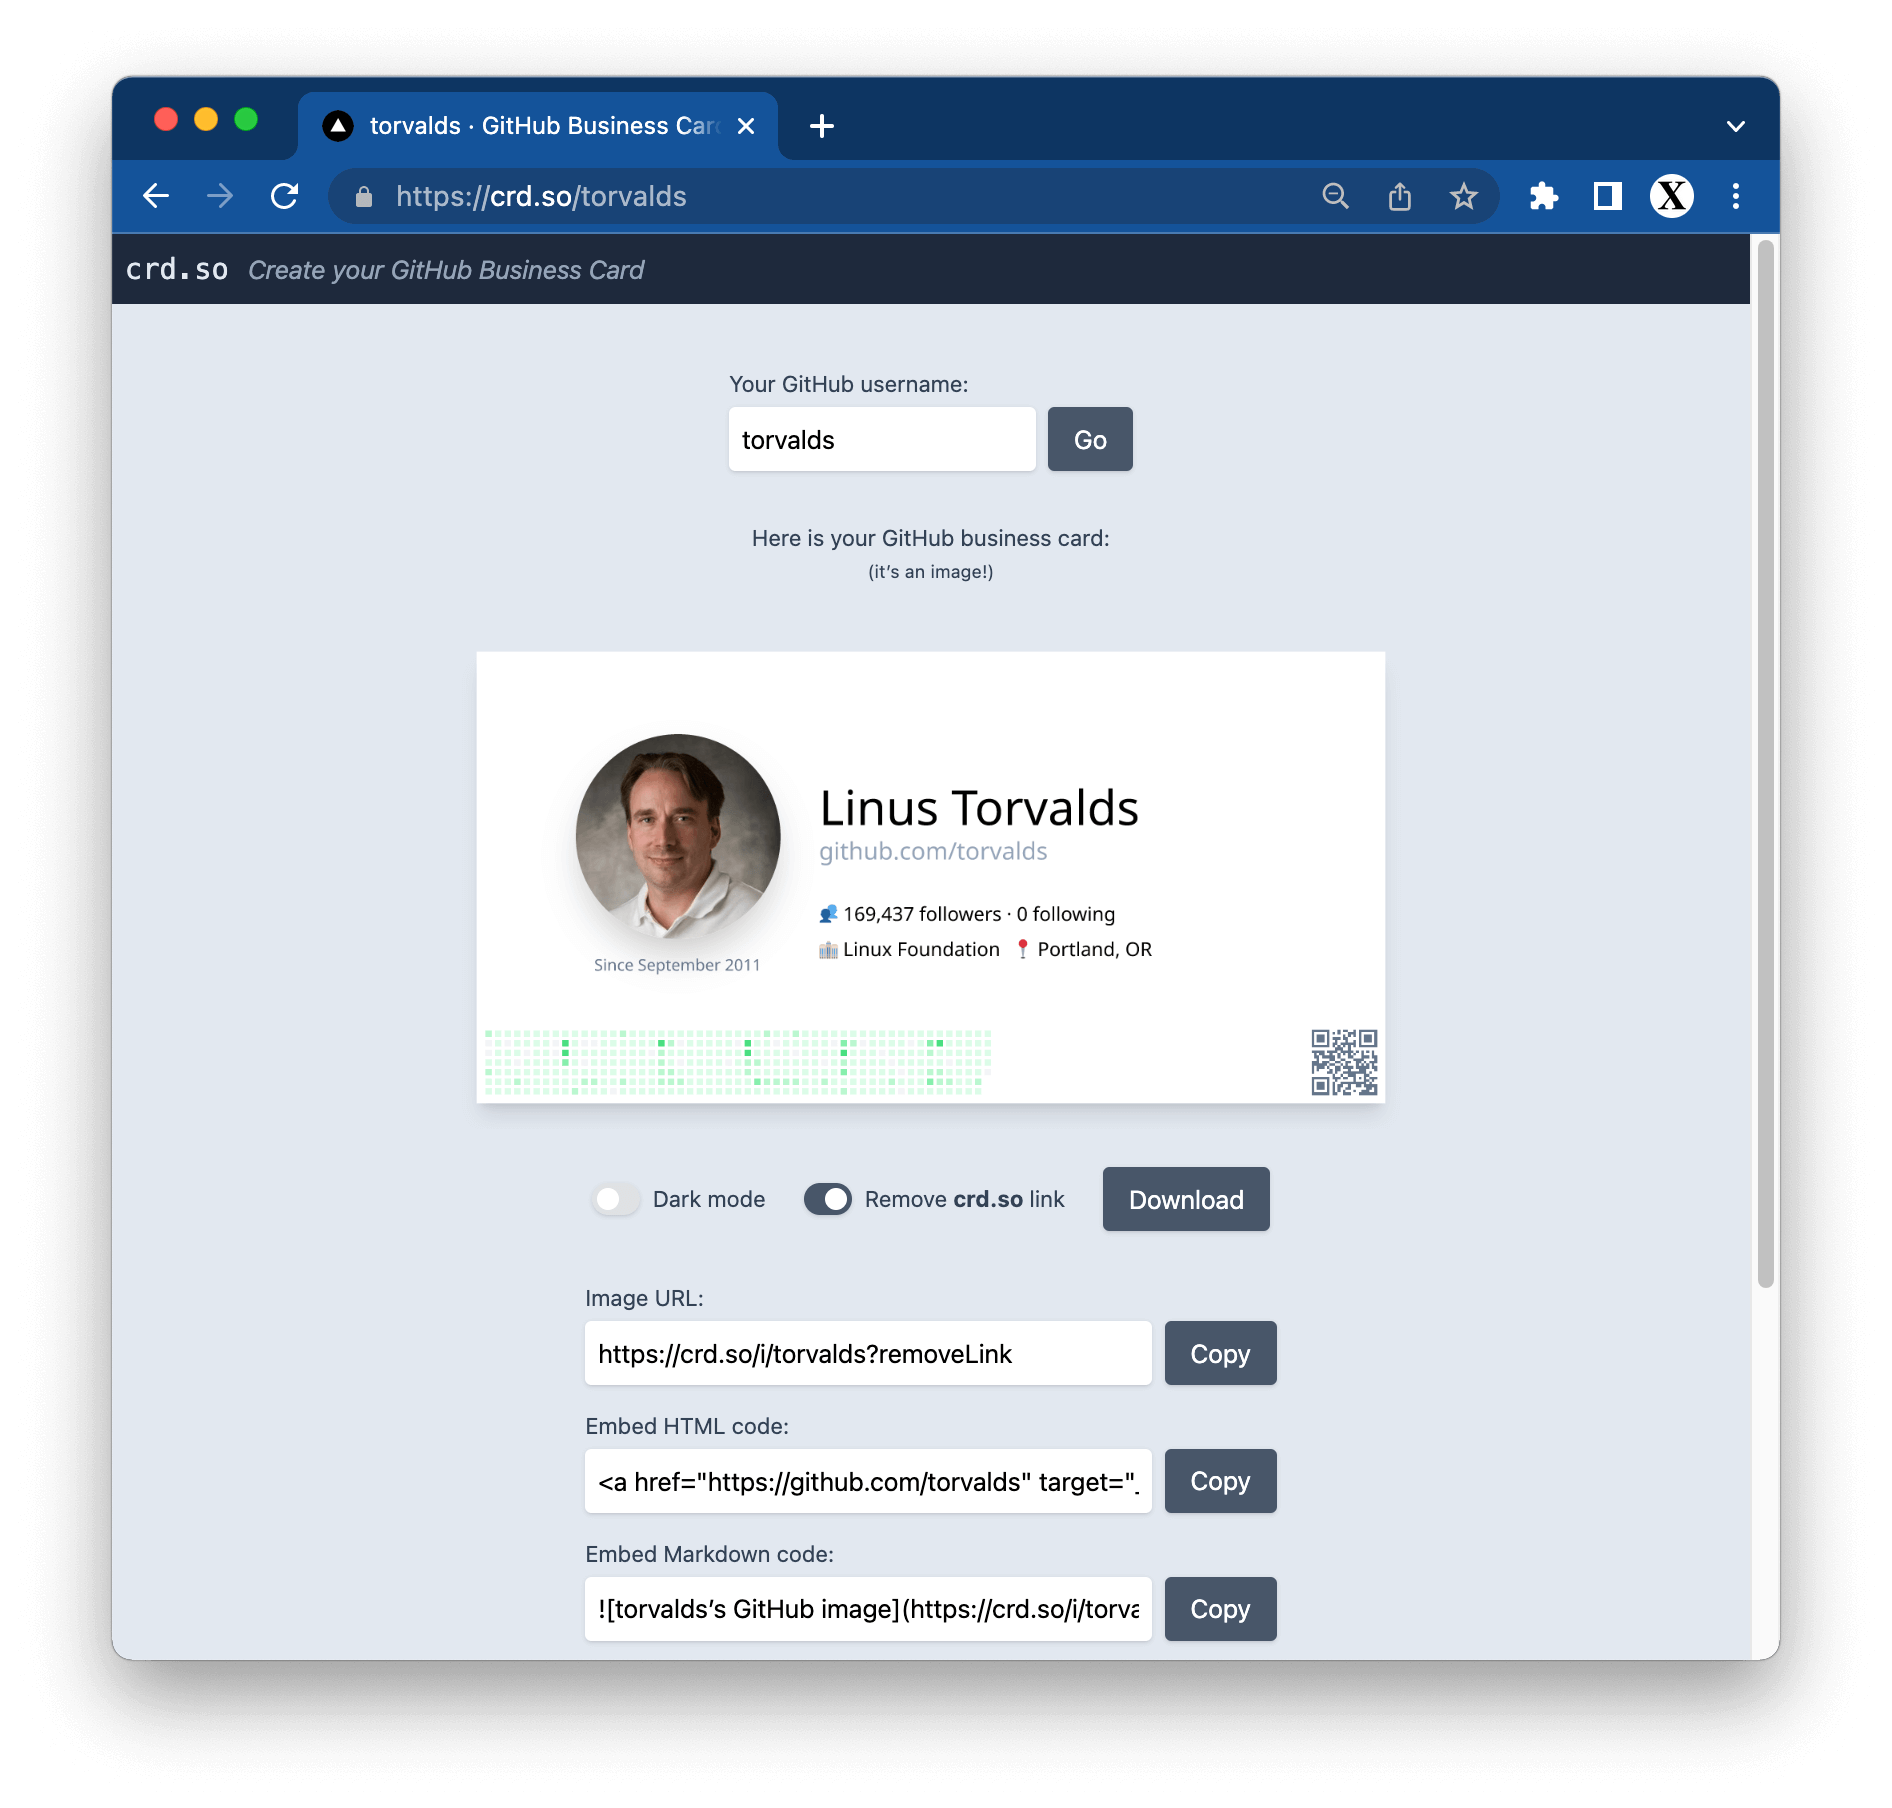 torvalds · GitHub Business Car
https://crd.so/torvalds
X
crd.so Create your GitHub Business Card
Your GitHub username:
torvalds Go
Here is your GitHub business card:
(it’s an image!)
Linus Torvalds
github.com/torvalds
169,437 followers · 0 following
Linux Foundation Portland, OR
Since September 2011
Dark mode Remove crd.so link Download
Image URL:
https://crd.so/i/torvalds?removeLink Copy
Embed HTML code:
<a href="https://github.com/torvalds" target="_ Copy
Embed Markdown code:
![torvalds’s GitHub image](https://crd.so/i/torva Copy